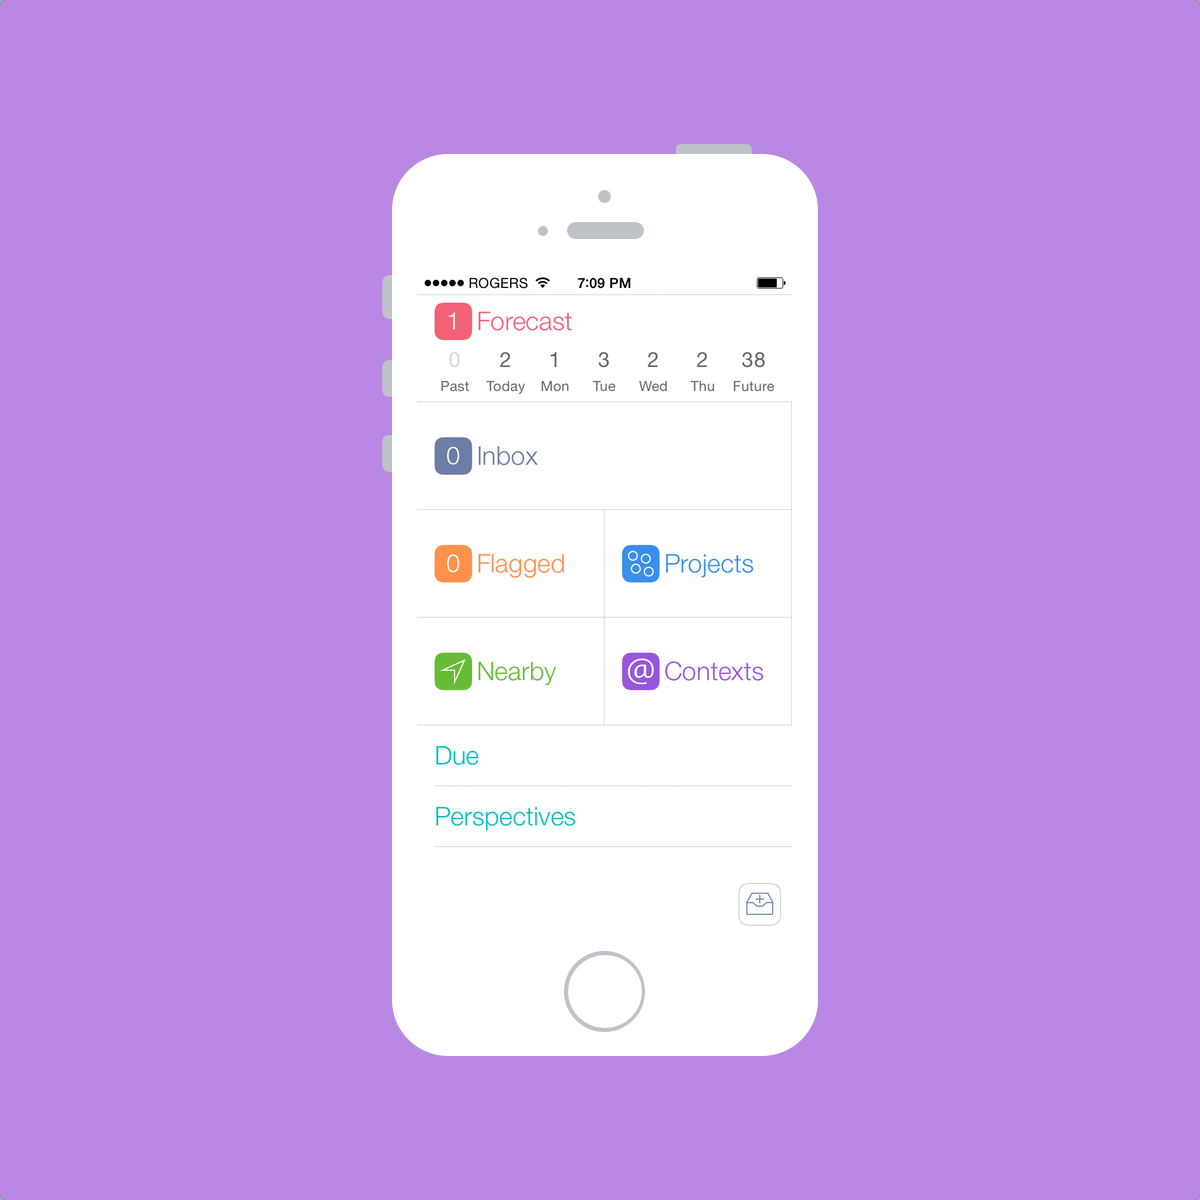 ROGERS 7:09 PM
1 Forecast
0 2 1 3 2 2 38
Past Today Mon Tue Wed Thu Future
0 Inbox
0 Flagged Projects
Nearby @ Contexts
Due
Perspectives